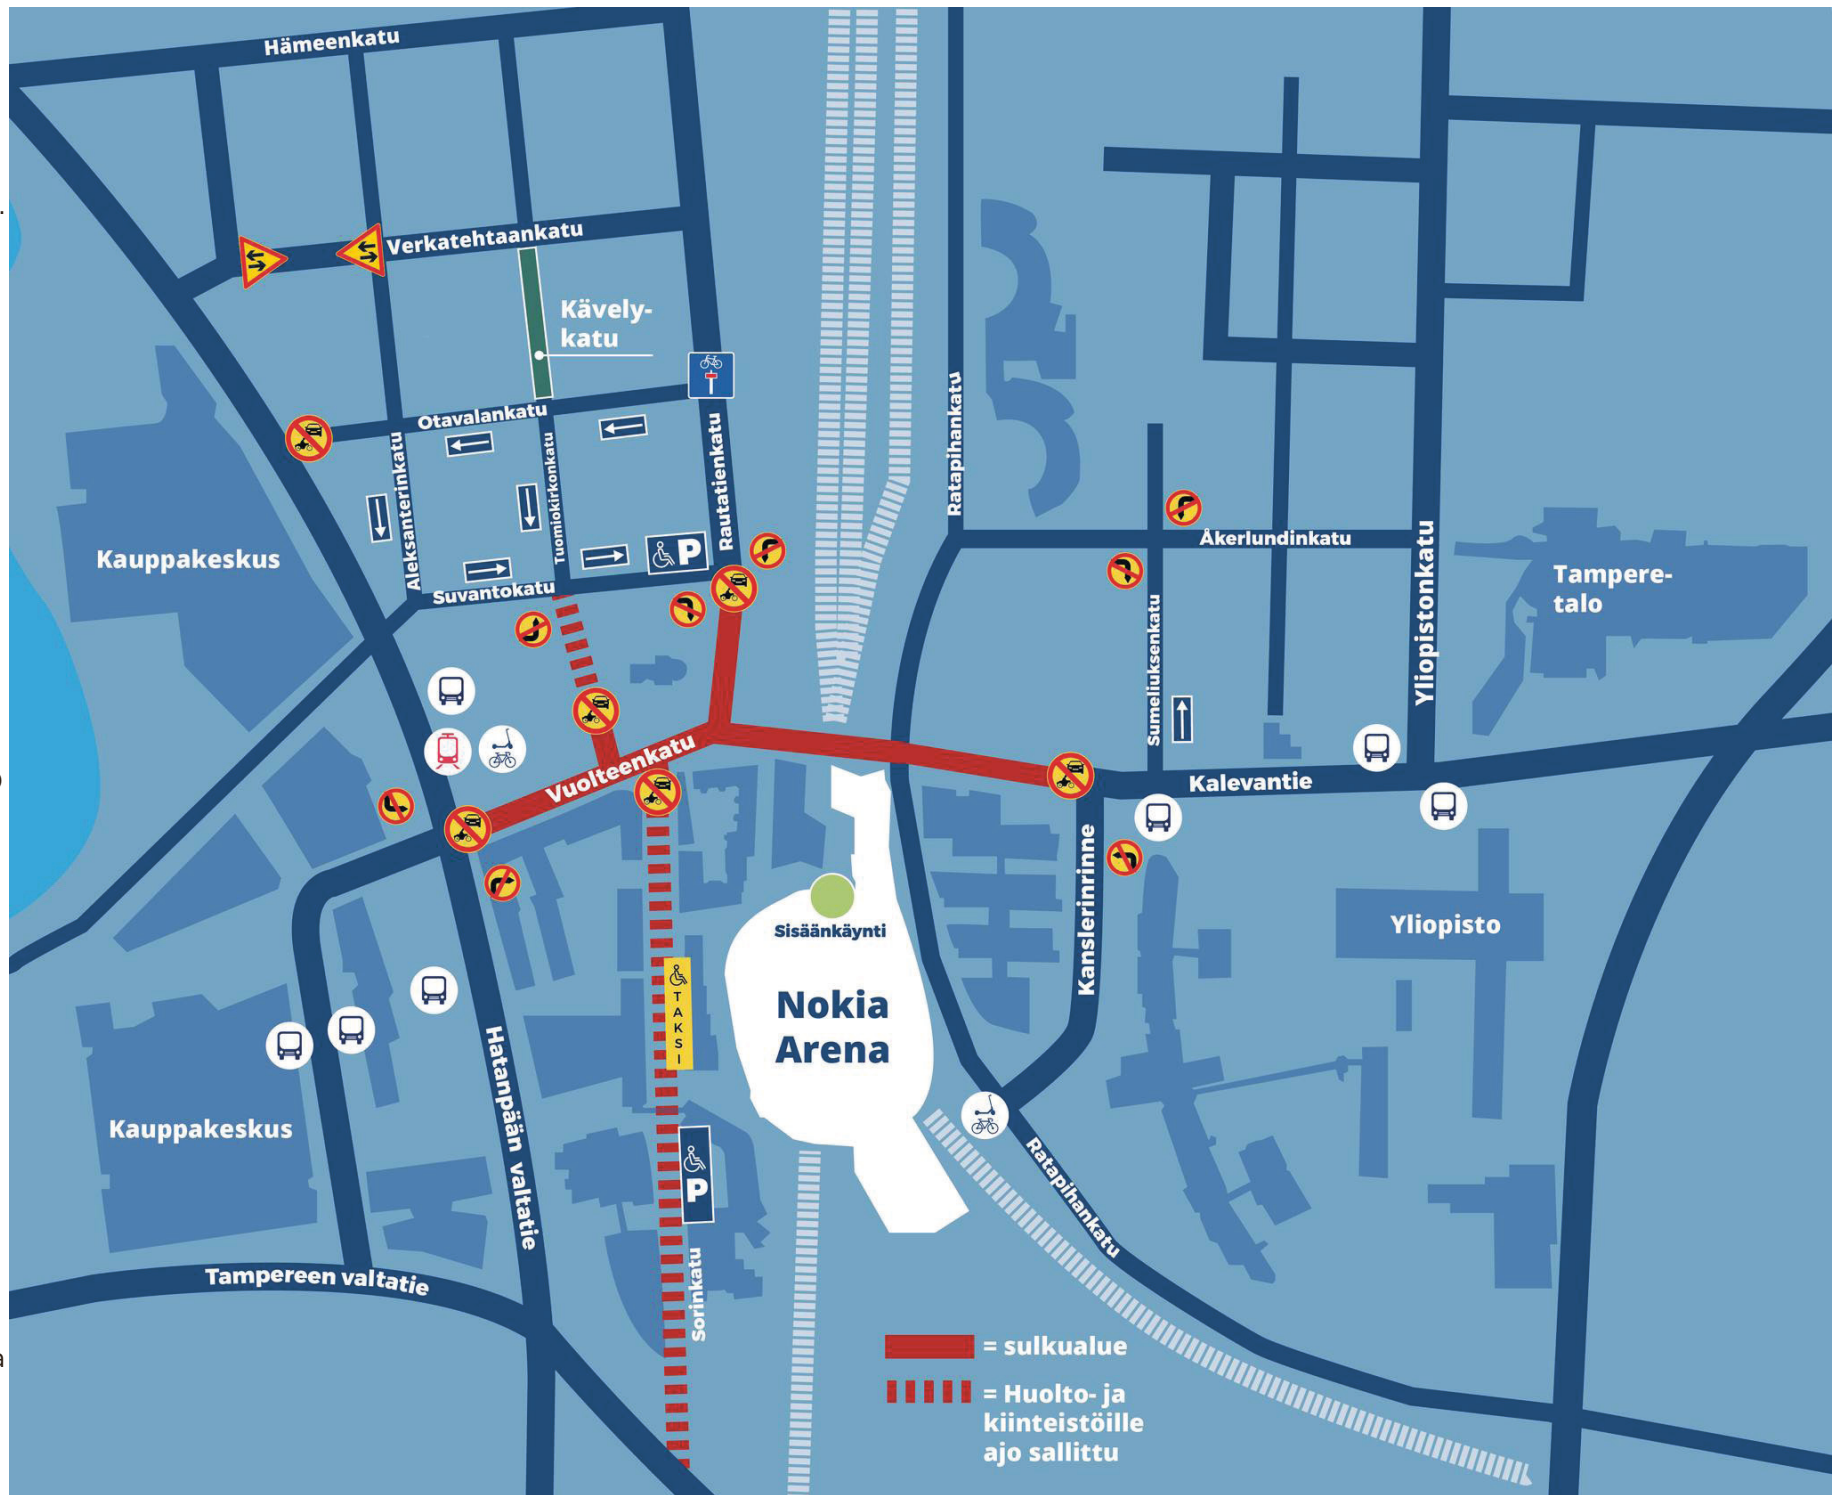 Hämeenkatu
Verkatehtaankatu
Kävely-
katu
Otavalankatu
Aleksanterinkatu
Tuomiokirkonkatu
Rautatienkatu
P
Suvantokatu
Kauppakeskus
Ratapihankatu
Åkerlundinkatu
Sumeliuksenkatu
Yliopistonkatu
Tampere-
talo
Vuolteenkatu
Kalevantie
Kanslerinrinne
Yliopisto
Sisäänkäynti
Nokia
Arena
TAKSI
P
Sorinkatu
Hatanpään valtatie
Kauppakeskus
Tampereen valtatie
Ratapihankatu
= sulkualue
= Huolto- ja
kiinteistöille
ajo sallittu